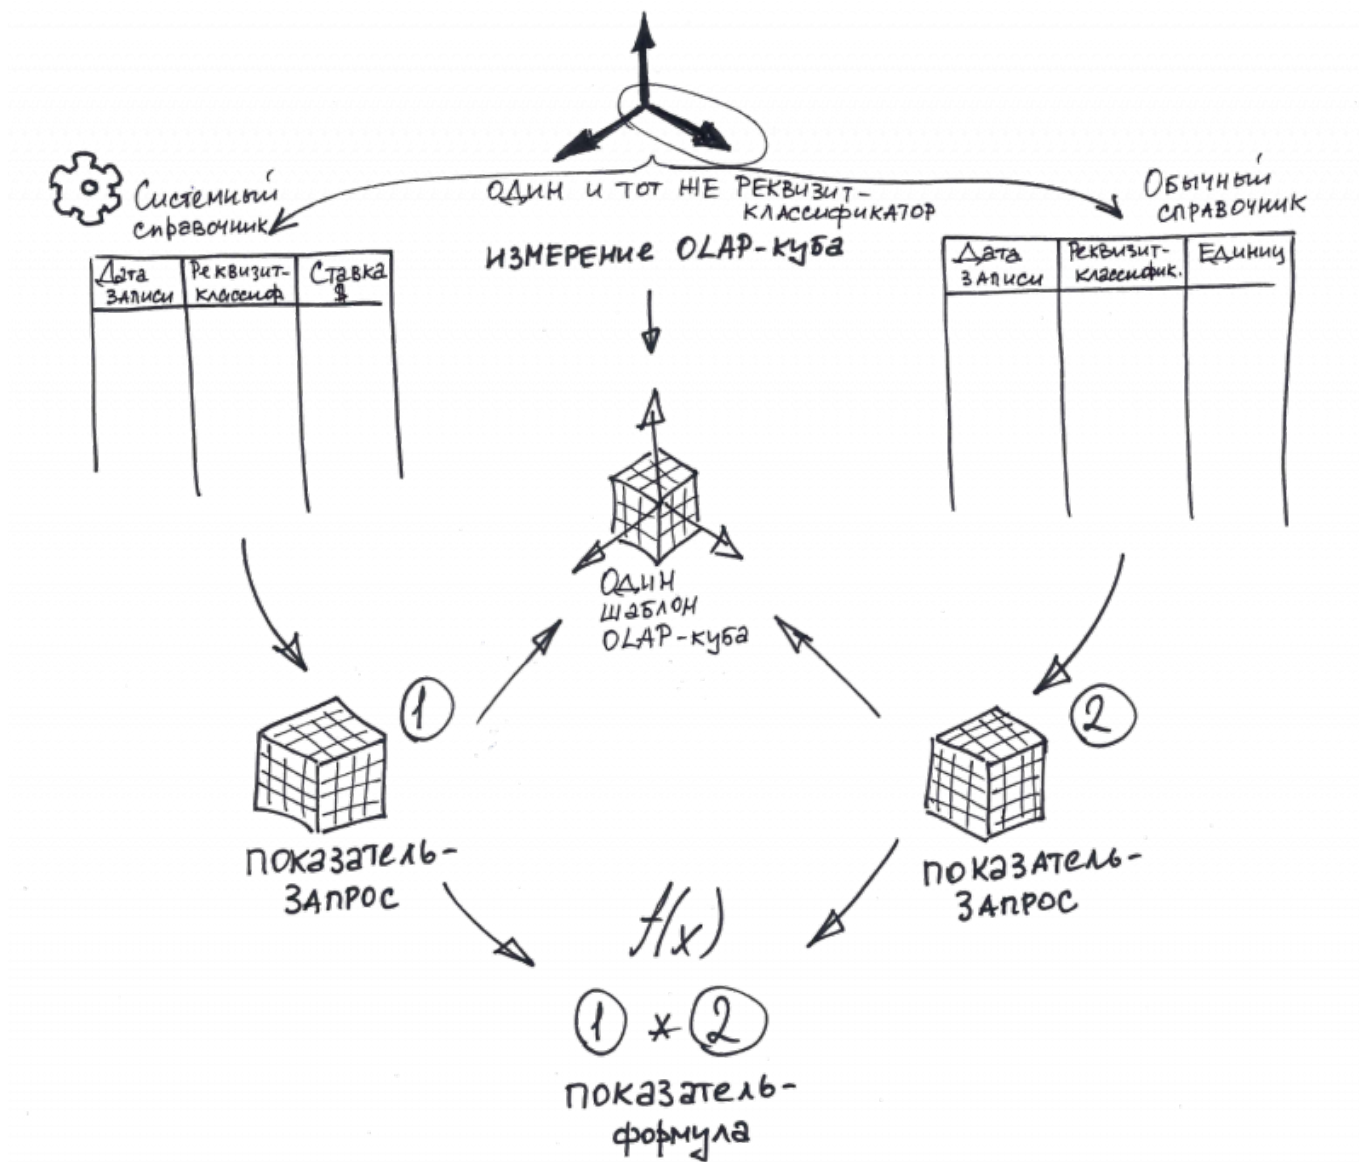 Системный
справочник
один и тот же реквизит-
классификатор
измерение OLAP-куба
Обычный
справочник
Дата
записи
Реквизит-
классиф.
Ставка
$
Дата
записи
Реквизит-
классифик.
Единиц
Один
шаблон
OLAP-куба
1
показатель-
запрос
2
показатель-
запрос
f(x)
1 * 2
показатель-
формула